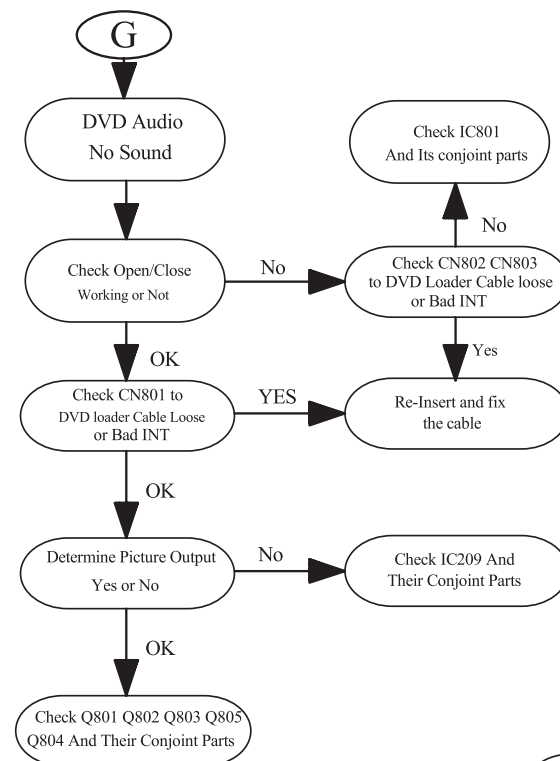 G
DVD Audio
No Sound
Check IC801
And Its conjoint parts
No
Check Open/Close
Working or Not
No
Check CN802 CN803
to DVD Loader Cable loose
or Bad INT
OK
Yes
Check CN801 to
DVD loader Cable Loose
or Bad INT
YES
Re-Insert and fix
the cable
OK
Determine Picture Output
Yes or No
No
Check IC209 And
Their Conjoint Parts
OK
Check Q801 Q802 Q803 Q805
Q804 And Their Conjoint Parts